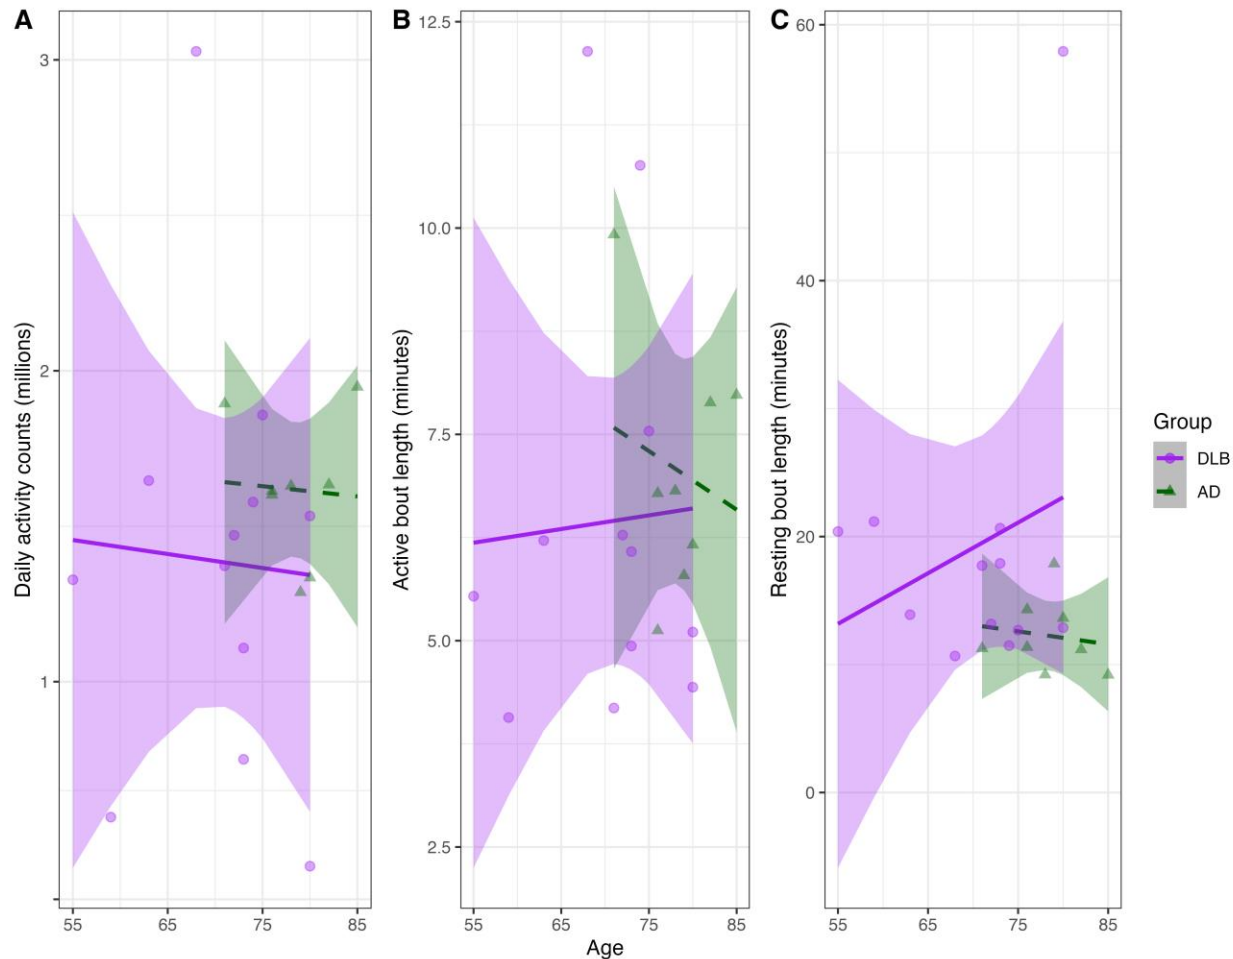 A
Daily activity counts (millions)
3
2
1
55
65
75
85
B
Active bout length (minutes)
12.5
10.0
7.5
5.0
2.5
55
65
75
85
Age
C
Resting bout length (minutes)
60
40
20
0
55
65
75
85
Group
DLB
AD